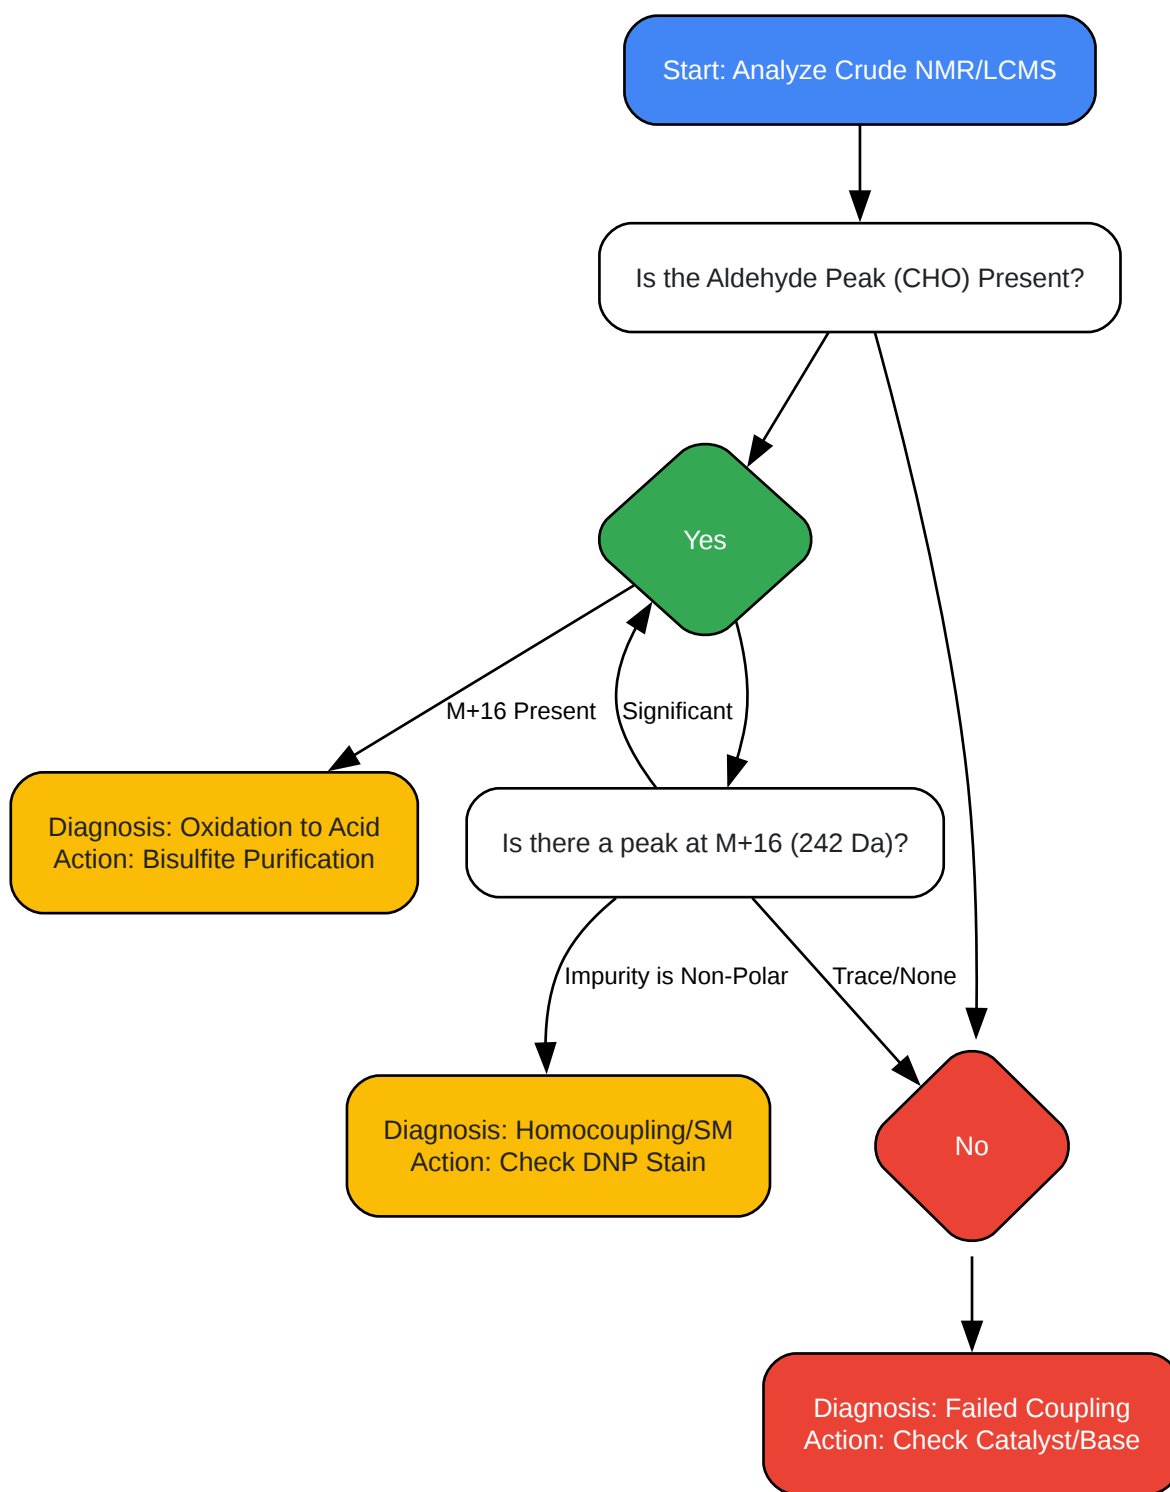 Start: Analyze Crude NMR/LCMS
Is the Aldehyde Peak (CHO) Present?
Yes
M+16 Present
Significant
Diagnosis: Oxidation to Acid
Action: Bisulfite Purification
Is there a peak at M+16 (242 Da)?
Impurity is Non-Polar
Trace/None
Diagnosis: Homocoupling/SM
Action: Check DNP Stain
No
Diagnosis: Failed Coupling
Action: Check Catalyst/Base